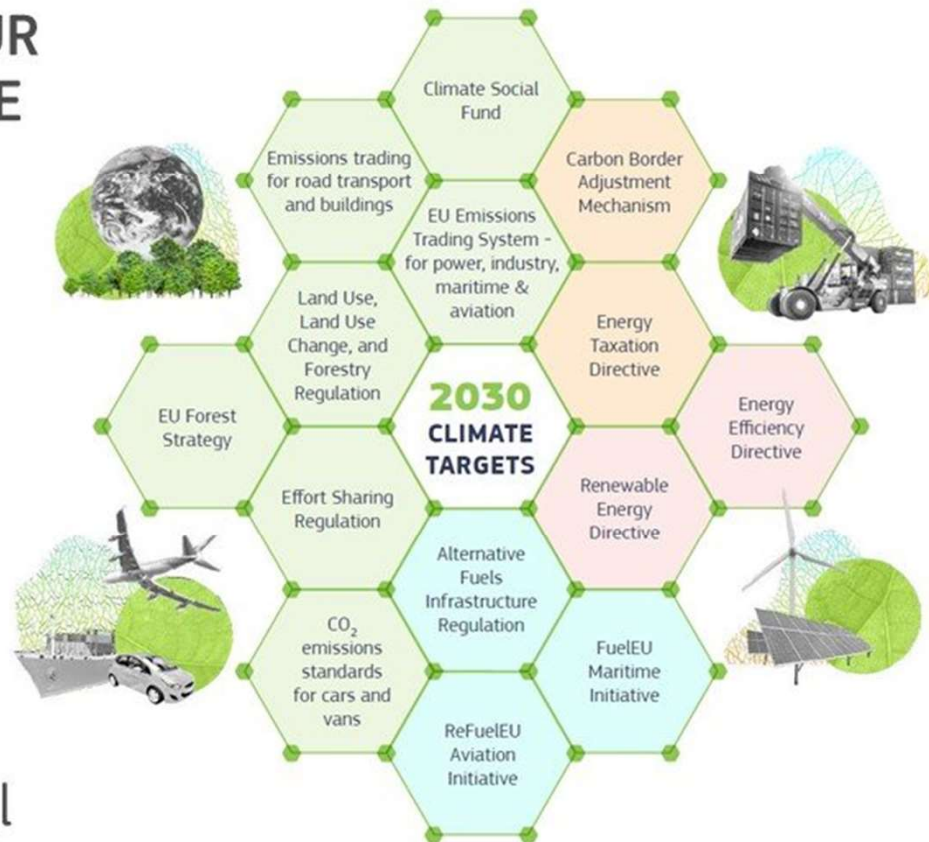 UR
E
Climate Social
Fund
Emissions trading
for road transport
and buildings
Carbon Border
Adjustment
Mechanism
EU Emissions
Trading System -
for power, industry,
maritime &
aviation
Land Use,
Land Use
Change, and
Forestry
Regulation
Energy
Taxation
Directive
EU Forest
Strategy
2030
CLIMATE
TARGETS
Energy
Efficiency
Directive
Effort Sharing
Regulation
Renewable
Energy
Directive
Alternative
Fuels
Infrastructure
Regulation
CO₂
emissions
standards
for cars and
vans
FuelEU
Maritime
Initiative
ReFuelEU
Aviation
Initiative
l